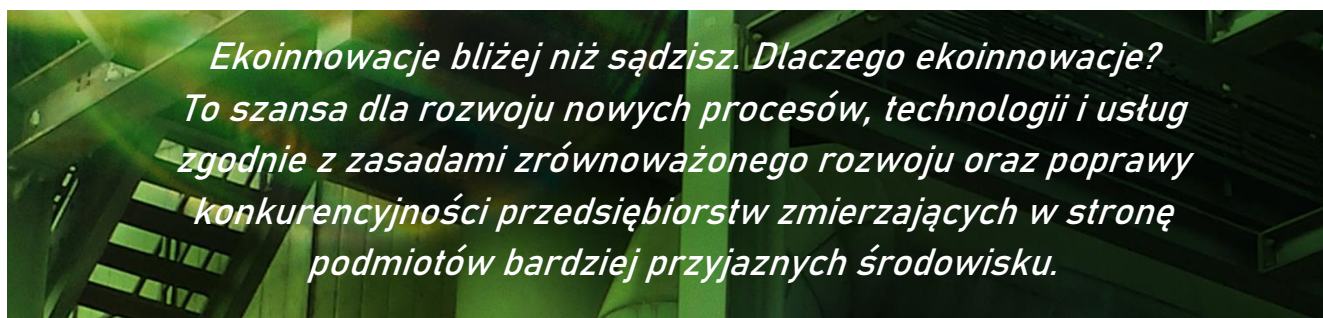 Ekoinnowacje bliżej niż sądzisz. Dlaczego ekoinnowacje?
To szansa dla rozwoju nowych procesów, technologii i usług
zgodnie z zasadami zrównoważonego rozwoju oraz poprawy
konkurencyjności przedsiębiorstw zmierzających w stronę
podmiotów bardziej przyjaznych środowisku.